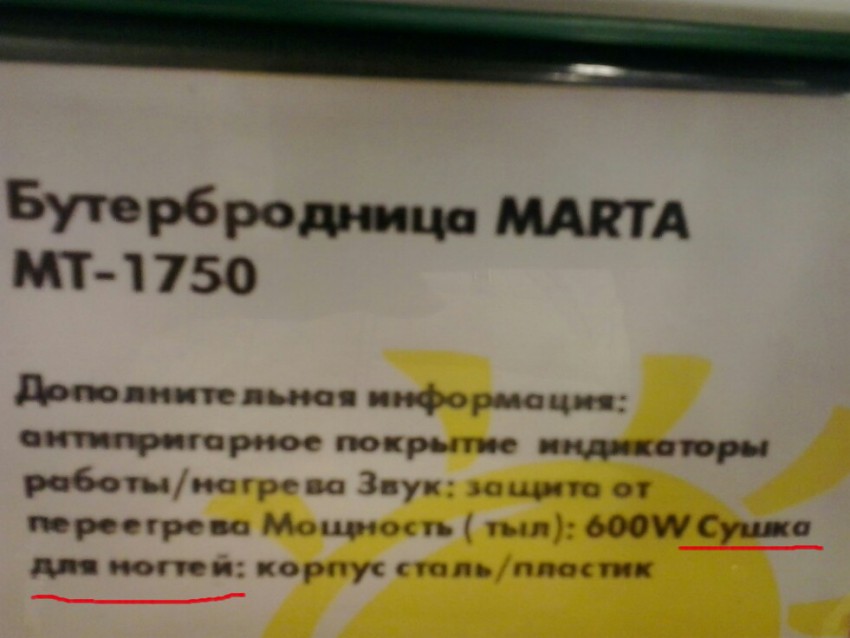 Бутербродница MARTA
MT-1750
Дополнительная информация:
антипригарное покрытие индикаторы
работы/нагрева Звук: защита от
переегрева Мощность ( тыл): 600W Сушка
для ногтей: корпус сталь/пластик